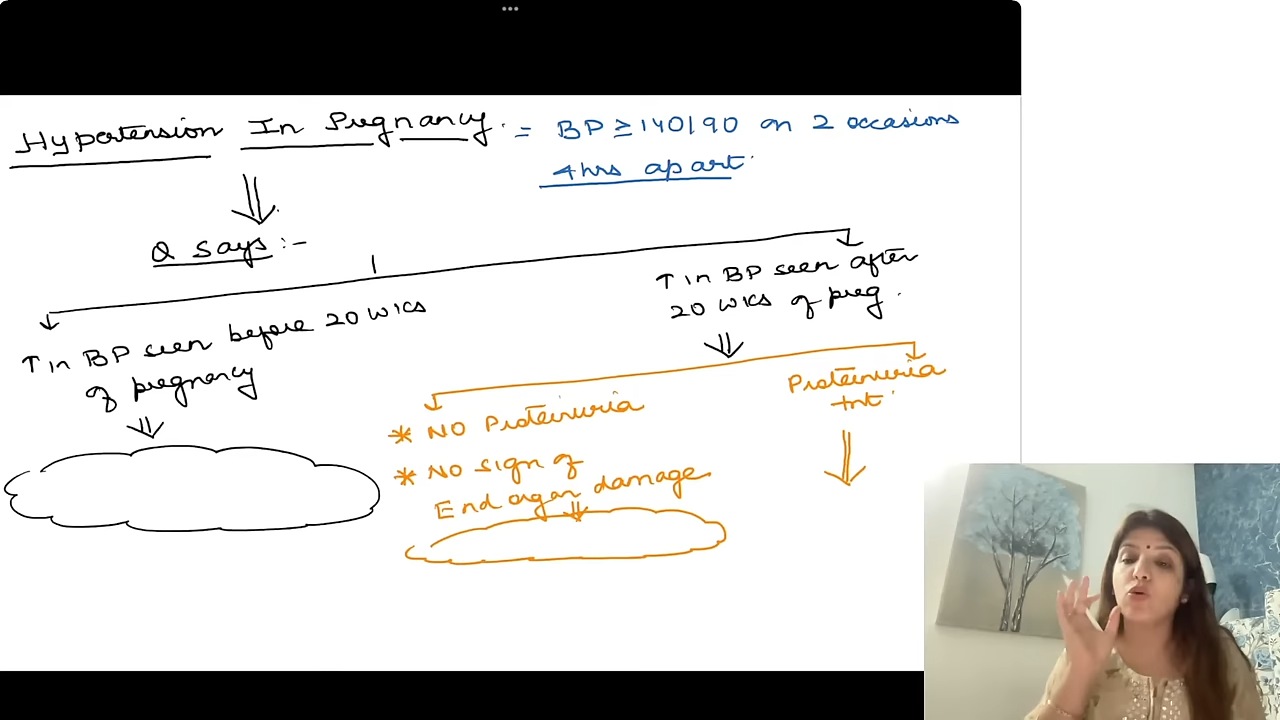 Hypertension In Pregnancy. = BP ≥ 140/90 on 2 occasions
4hrs apart.
Q says:-
↑ in BP seen before 20 wks
of pregnancy
↑ in BP seen after
20 wks of preg.
* NO Proteinuria
* NO sign of
End organ damage.
Proteinuria
+nt.